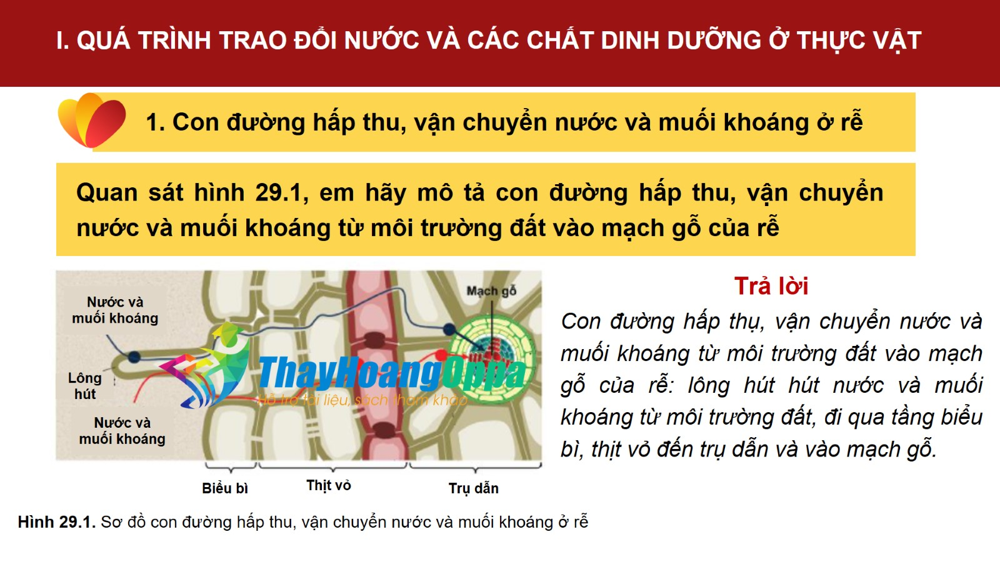 I. QUÁ TRÌNH TRAO ĐỔI NƯỚC VÀ CÁC CHẤT DINH DƯỠNG Ở THỰC VẬT
1. Con đường hấp thu, vận chuyển nước và muối khoáng ở rễ
Quan sát hình 29.1, em hãy mô tả con đường hấp thu, vận chuyển
nước và muối khoáng từ môi trường đất vào mạch gỗ của rễ
Nước và
muối khoáng
Lông
hút
Nước và
muối khoáng
Mạch gỗ
ThayHoangOppa
Hỗ trợ tài liệu, sách tham khảo
Biểu bì
Thịt vỏ
Trụ dẫn
Hình 29.1. Sơ đồ con đường hấp thu, vận chuyển nước và muối khoáng ở rễ
Trả lời
Con đường hấp thụ, vận chuyển nước và
muối khoáng từ môi trường đất vào mạch
gỗ của rễ: lông hút hút nước và muối
khoáng từ môi trường đất, đi qua tầng biểu
bì, thịt vỏ đến trụ dẫn và vào mạch gỗ.